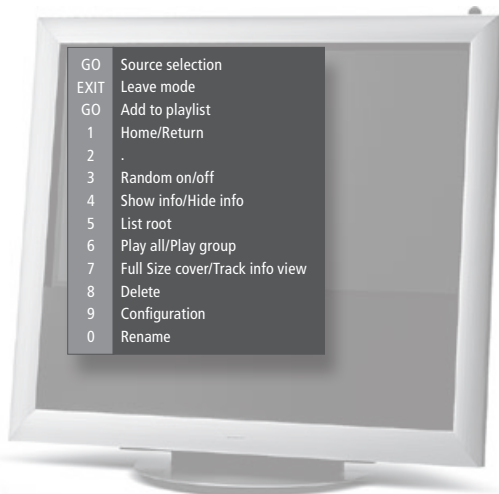 GO Source selection
EXIT Leave mode
GO Add to playlist
1 Home/Return
2 .
3 Random on/off
4 Show info/Hide info
5 List root
6 Play all/Play group
7 Full Size cover/Track info view
8 Delete
9 Configuration
0 Rename